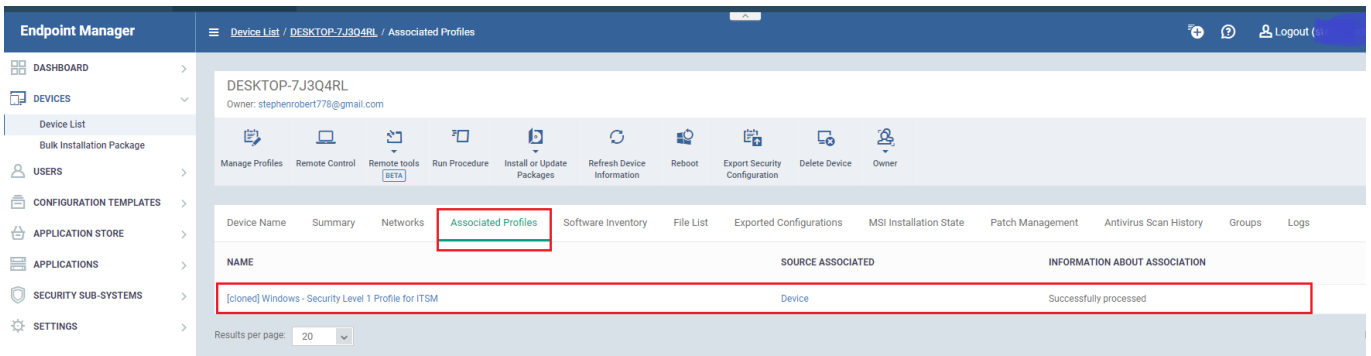 Endpoint Manager
Device List / DESKTOP-7J3Q4RL / Associated Profiles
Logout (
DASHBOARD
DEVICES
Device List
Bulk Installation Package
USERS
CONFIGURATION TEMPLATES
APPLICATION STORE
APPLICATIONS
SECURITY SUB-SYSTEMS
SETTINGS
DESKTOP-7J3Q4RL
Owner: stephenrobert778@gmail.com
Manage Profiles
Remote Control
Remote tools
BETA
Run Procedure
Install or Update
Packages
Refresh Device
Information
Reboot
Export Security
Configuration
Delete Device
Owner
Device Name Summary Networks Associated Profiles Software Inventory File List Exported Configurations MSI Installation State Patch Management Antivirus Scan History Groups Logs
NAME SOURCE ASSOCIATED INFORMATION ABOUT ASSOCIATION
[cloned] Windows - Security Level 1 Profile for ITSM Device Successfully processed
Results per page: 20